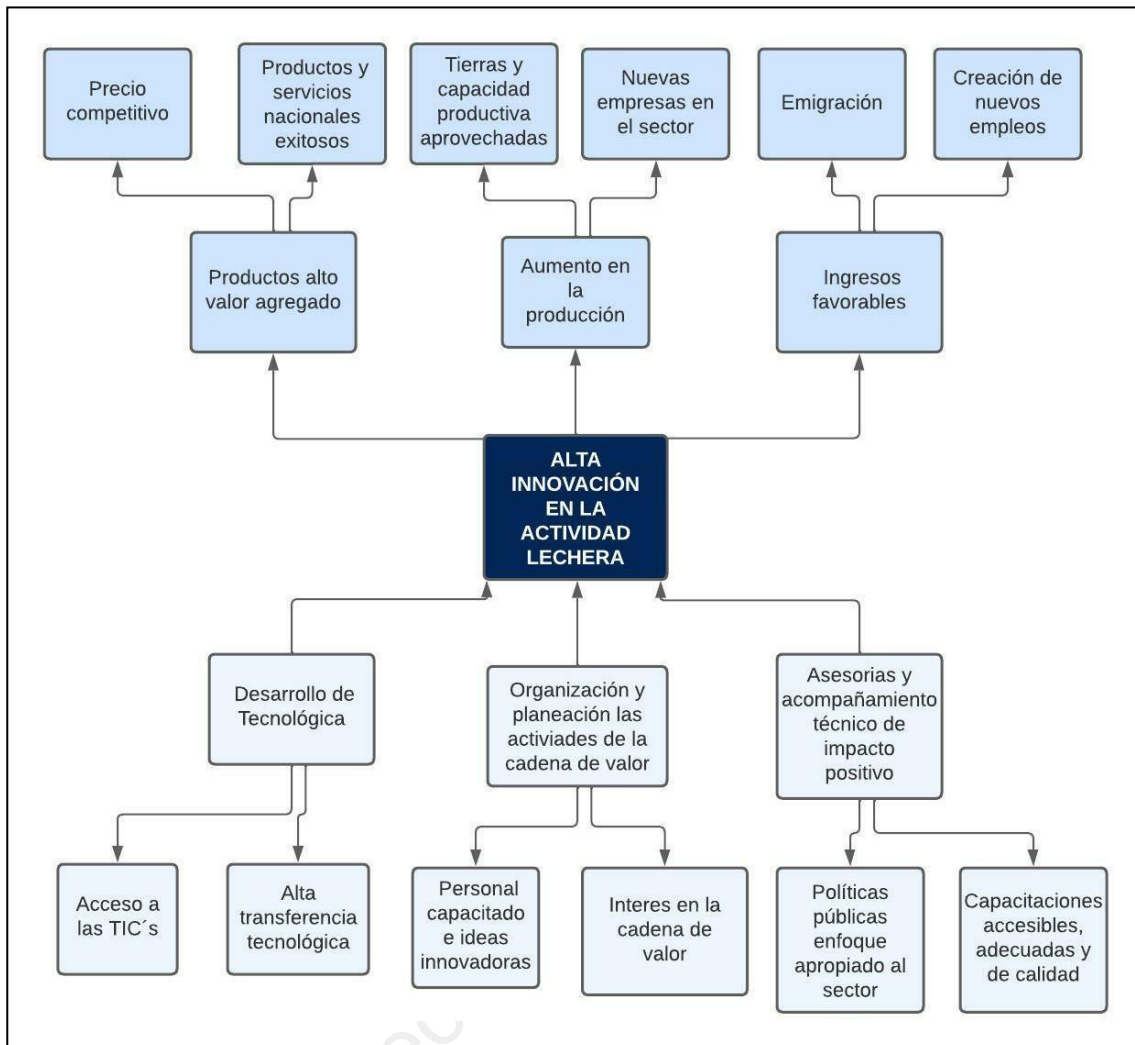 Precio
competitivo
Productos y
servicios
nacionales
exitosos
Tierras y
capacidad
productiva
aprovechadas
Nuevas
empresas en
el sector
Emigración
Creación de
nuevos
empleos
Productos alto
valor agregado
Aumento en
la
producción
Ingresos
favorables
ALTA
INNOVACIÓN
EN LA
ACTIVIDAD
LECHERA
Desarrollo de
Tecnológica
Organización y
planeación las
activiades de la
cadena de valor
Asesorias y
acompañamiento
técnico de
impacto
positivo
Acceso a
las TIC´s
Alta
transferencia
tecnológica
Personal
capacitado
e ideas
innovadoras
Interes en la
cadena de
valor
Políticas
públicas
enfoque
apropiado al
sector
Capacitaciones
accesibles,
adecuadas y
de calidad